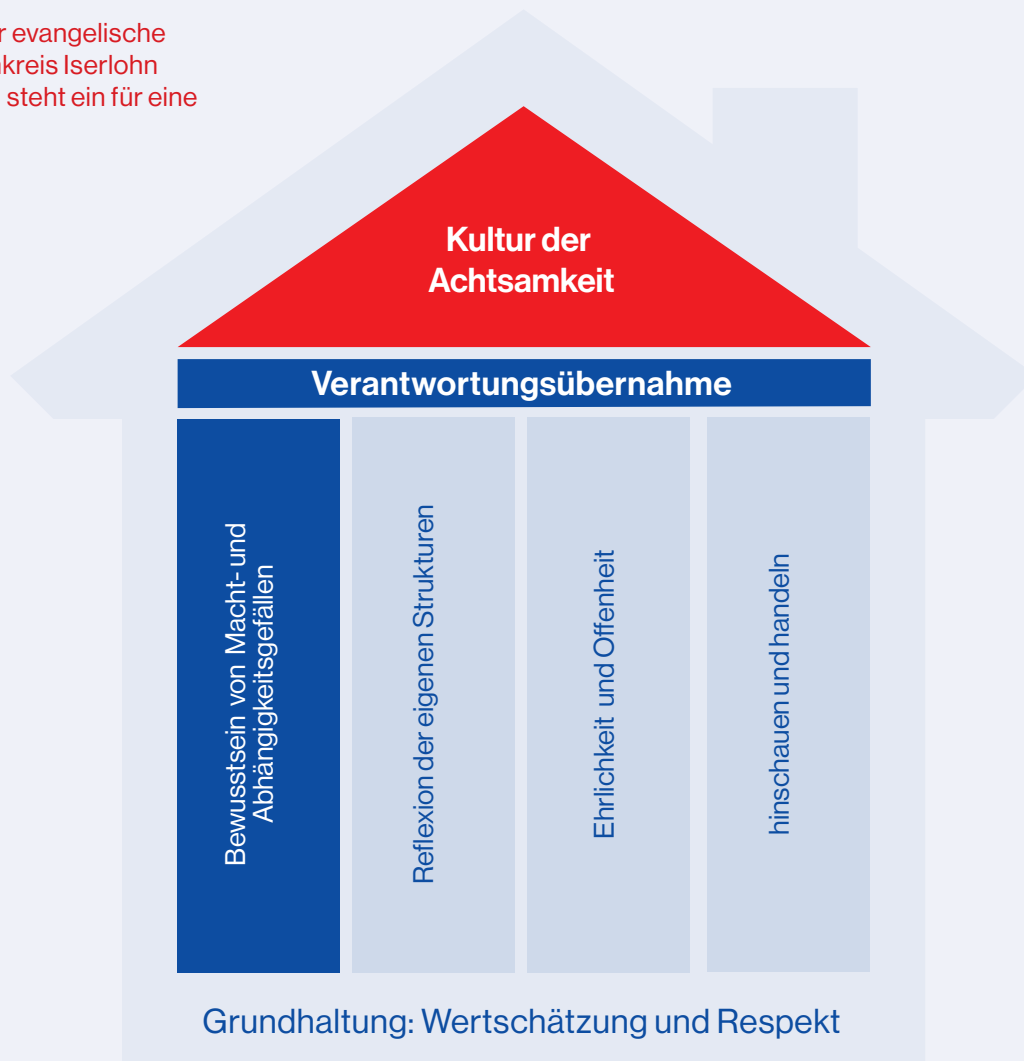 r evangelische
kreis Iserlohn
steht ein für eine
Kultur der
Achtsamkeit
Verantwortungsübernahme
Bewusstsein von Macht- und
Abhängigkeitsgefällen
Reflexion der eigenen Strukturen
Ehrlichkeit und Offenheit
hinschauen und handeln
Grundhaltung: Wertschätzung und Respekt